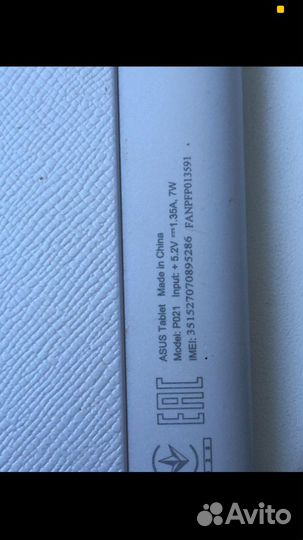 ASUS Tablet Made in China
Model: P021 Input: + 5.2V ⎓1.35A, 7W
IMEI: 351527070895286 FANPFP013591
EAC
Avito